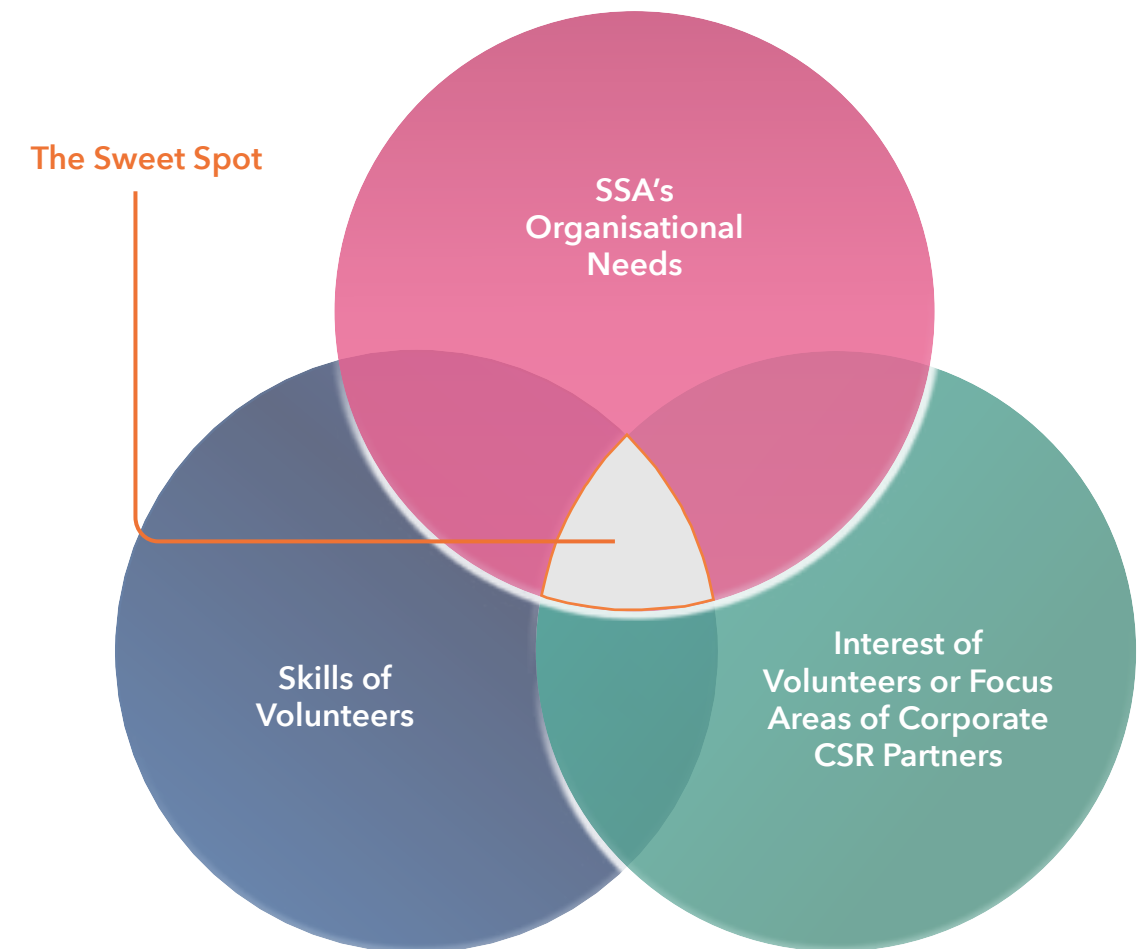 The Sweet Spot
SSA’s
Organisational
Needs
Skills of
Volunteers
Interest of
Volunteers or Focus
Areas of Corporate
CSR Partners